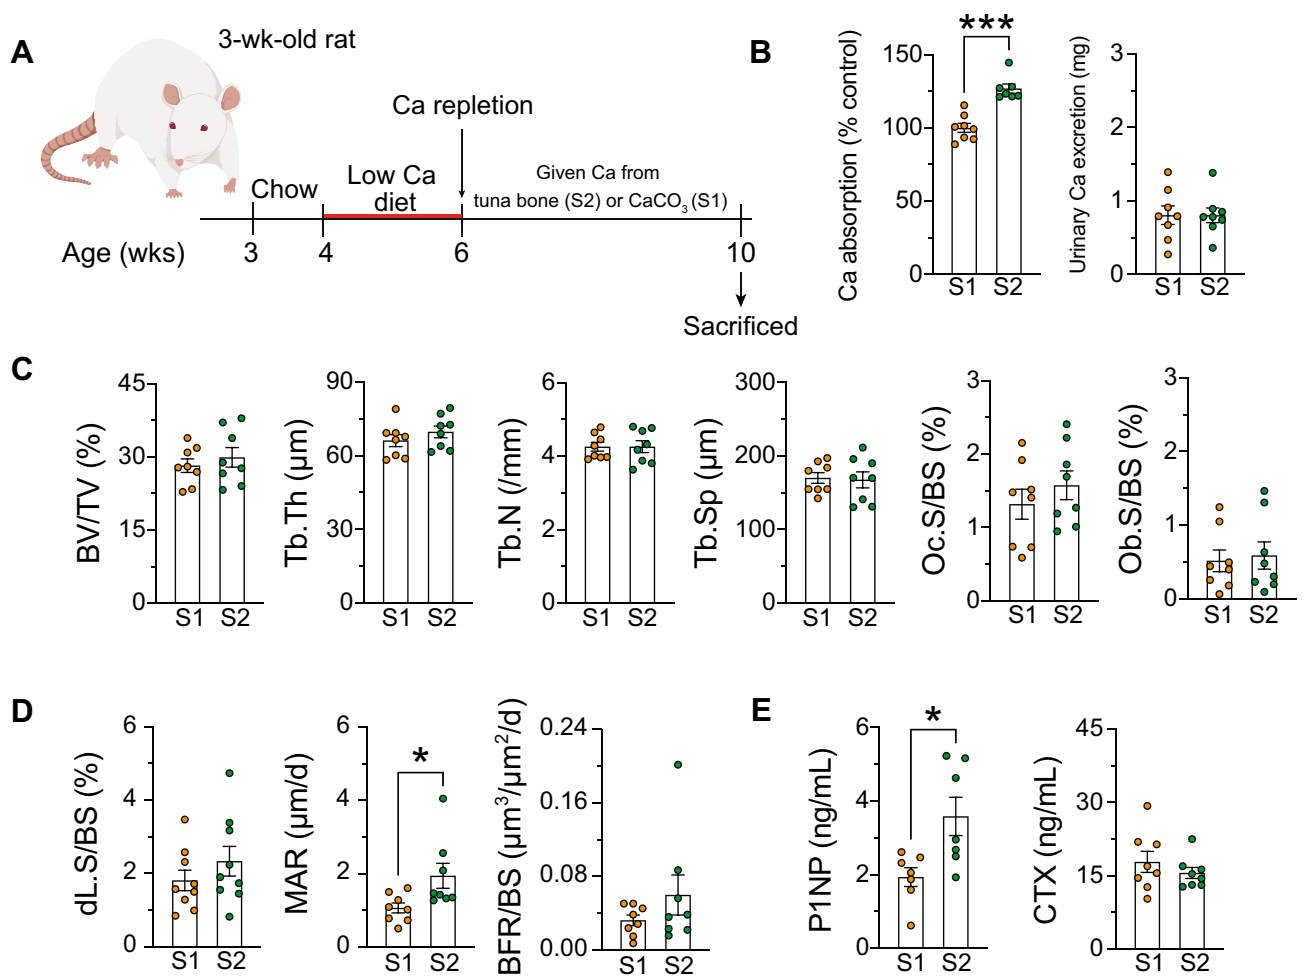 A
3-wk-old rat
Ca repletion
Chow
Low Ca
diet
Given Ca from
tuna bone (S2) or CaCO3 (S1)
Age (wks)
3
4
6
10
Sacrificed
B
***
Ca absorption (% control)
150
100
50
0
S1
S2
Urinary Ca excretion (mg)
3
2
1
0
S1
S2
C
BV/TV (%)
45
30
15
0
S1
S2
Tb.Th (µm)
90
60
30
0
S1
S2
Tb.N (/mm)
6
4
2
0
S1
S2
Tb.Sp (µm)
300
200
100
0
S1
S2
Oc.S/BS (%)
3
2
1
0
S1
S2
Ob.S/BS (%)
3
2
1
0
S1
S2
D
dL.S/BS (%)
6
4
2
0
S1
S2
MAR (µm/d)
6
4
2
0
*
S1
S2
BFR/BS (µm³/µm²/d)
0.24
0.16
0.08
0.00
S1
S2
E
P1NP (ng/mL)
6
4
2
0
*
S1
S2
CTX (ng/mL)
45
30
15
0
S1
S2